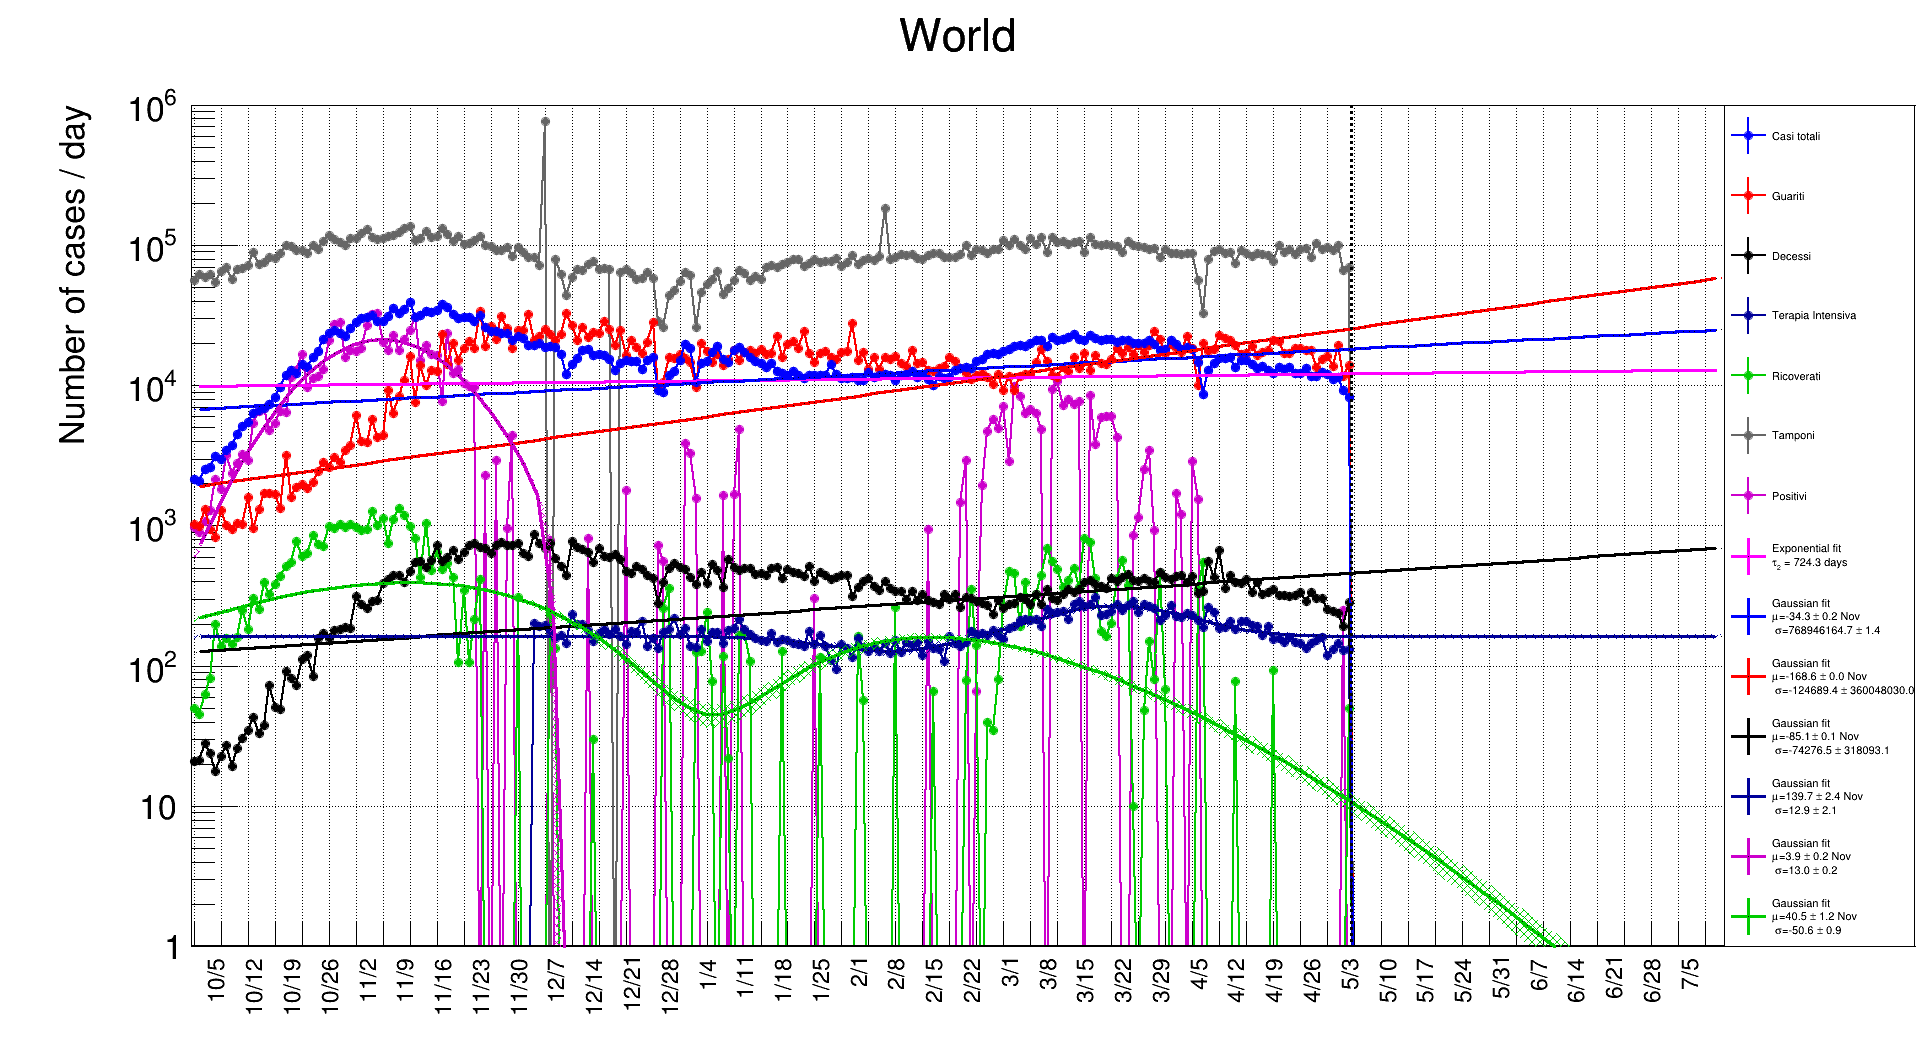 World
Number of cases / day
10^6
10^5
10^4
10^3
10^2
10
1
10/5 10/12 10/19 10/26 11/2 11/9 11/16 11/23 11/30 12/7 12/14 12/21 12/28 1/4 1/11 1/18 1/25 2/1 2/8 2/15 2/22 3/1 3/8 3/15 3/22 3/29 4/5 4/12 4/19 4/26 5/3 5/10 5/17 5/24 5/31 6/7 6/14 6/21 6/28 7/5
Casi totali
Guariti
Decessi
Terapia Intensiva
Ricoverati
Tamponi
Positivi
Exponential fit
τ₂ = 724.3 days
Gaussian fit
μ=-34.3 ± 0.2 Nov
σ=768946164.7 ± 1.4
Gaussian fit
μ=-168.6 ± 0.0 Nov
σ=-124689.4 ± 360048030.0
Gaussian fit
μ=-85.1 ± 0.1 Nov
σ=-74276.5 ± 318093.1
Gaussian fit
μ=139.7 ± 2.4 Nov
σ=12.9 ± 2.1
Gaussian fit
μ=3.9 ± 0.2 Nov
σ=13.0 ± 0.2
Gaussian fit
μ=40.5 ± 1.2 Nov
σ=-50.6 ± 0.9